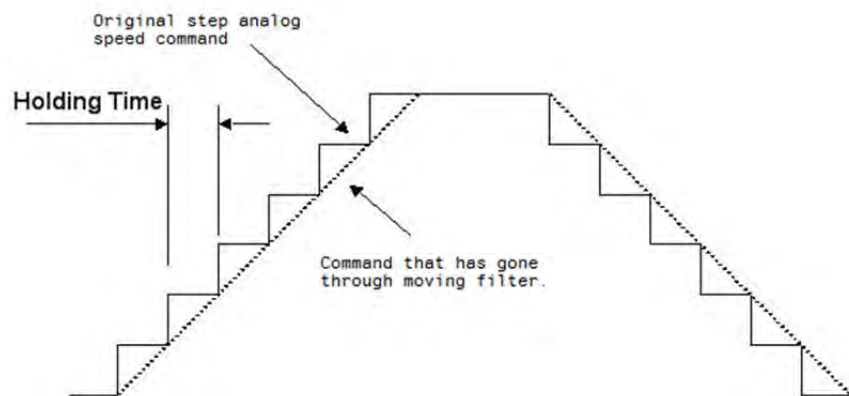 Original step analog
speed command
Holding Time
Command that has gone
through moving filter.